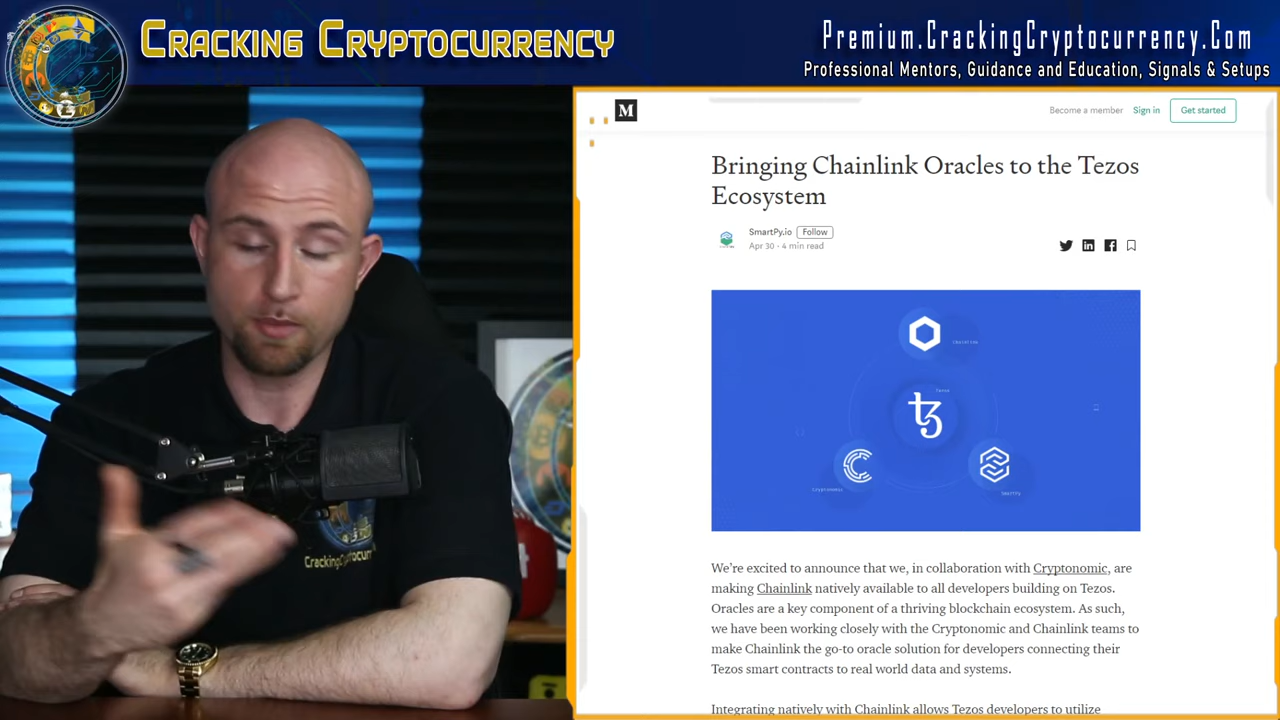 CRACKING CRYPTOCURRENCY
Premium.CrackingCryptocurrency.Com
Professional Mentors, Guidance and Education, Signals & Setups
M
Become a member Sign in Get started
Bringing Chainlink Oracles to the Tezos
Ecosystem
SmartPy.io Follow
Apr 30 · 4 min read
Tezos
SmartPy
We're excited to announce that we, in collaboration with Cryptonomic, are
making Chainlink natively available to all developers building on Tezos.
Oracles are a key component of a thriving blockchain ecosystem. As such,
we have been working closely with the Cryptonomic and Chainlink teams to
make Chainlink the go-to oracle solution for developers connecting their
Tezos smart contracts to real world data and systems.
Integrating natively with Chainlink allows Tezos developers to utilize